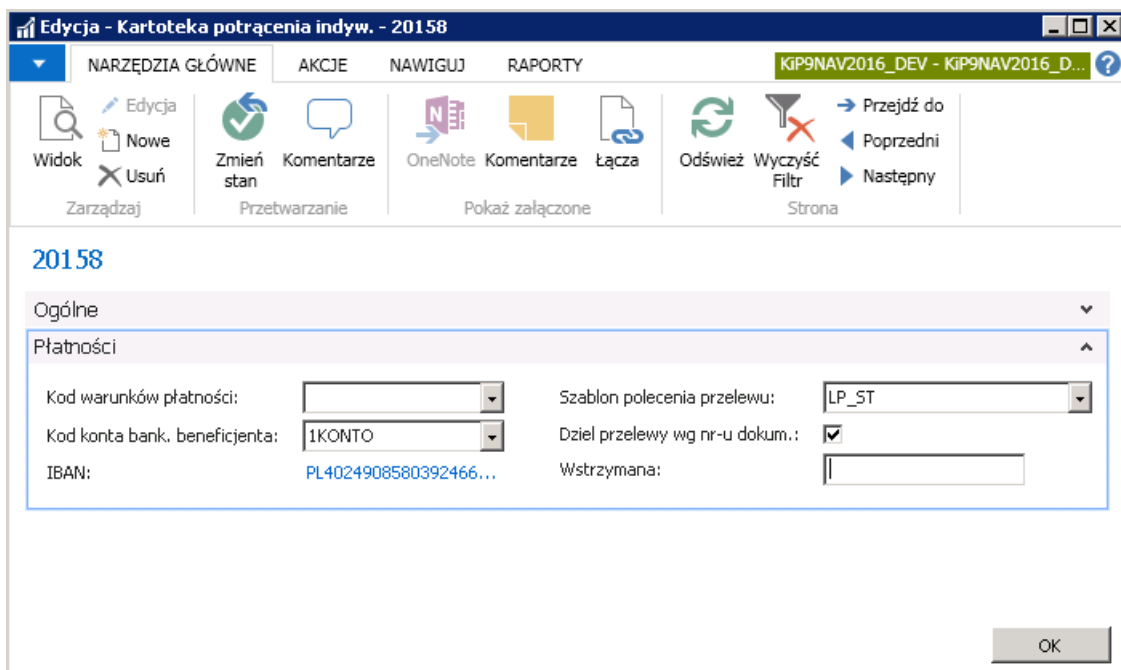 Edycja - Kartoteka potrącenia indyw. - 20158
NARZĘDZIA GŁÓWNE AKCJE NAWIGUJ RAPORTY KiP9NAV2016_DEV - KiP9NAV2016_D... ?
Widok
Edycja
Nowe
Usuń
Zarządzaj
Zmień stan
Komentarze
Przetwarzanie
OneNote
Komentarze
Łącza
Pokaż załączone
Odśwież
Wyczyść Filtr
Przejdź do
Poprzedni
Następny
Strona
20158
Ogólne
Płatności
Kod warunków płatności:
Kod konta bank. beneficjenta: 1KONTO
IBAN: PL4024908580392466...
Szablon polecenia przelewu: LP_ST
Dziel przelewy wg nr-u dokum.:
Wstrzymana:
OK